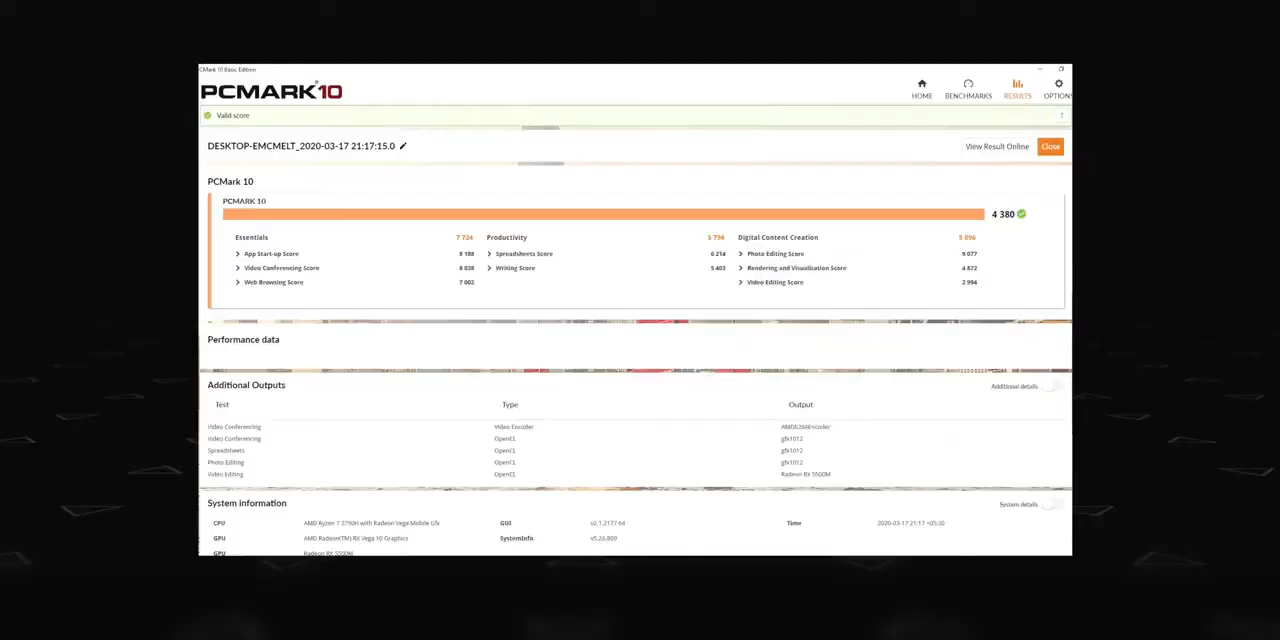 CMark 10 Basic Edition
PCMARK 10
HOME BENCHMARKS RESULTS OPTIONS
Valid score ?
DESKTOP-EMCMELT_2020-03-17 21:17:15.0 View Result Online Close
PCMark 10
PCMARK 10
4 380
Essentials 7 724 Productivity 5 794 Digital Content Creation 5 096
App Start-up Score 8 188 Spreadsheets Score 6 214 Photo Editing Score 9 077
Video Conferencing Score 8 038 Writing Score 5 403 Rendering and Visualization Score 4 872
Web Browsing Score 7 002 Video Editing Score 2 994
Performance data
Additional Outputs Additional details
Test Type Output
Video Conferencing Video Encoder AMDh264Encoder
Video Conferencing OpenCL gfx1012
Spreadsheets OpenCL gfx1012
Photo Editing OpenCL gfx1012
Video Editing OpenCL Radeon RX 5500M
System information System details
CPU AMD Ryzen 7 3750H with Radeon Vega Mobile Gfx GUI v2.1.2177 64 Time 2020-03-17 21:17 +05:30
GPU AMD Radeon(TM) RX Vega 10 Graphics SystemInfo v5.26.809
GPU Radeon RX 5500M